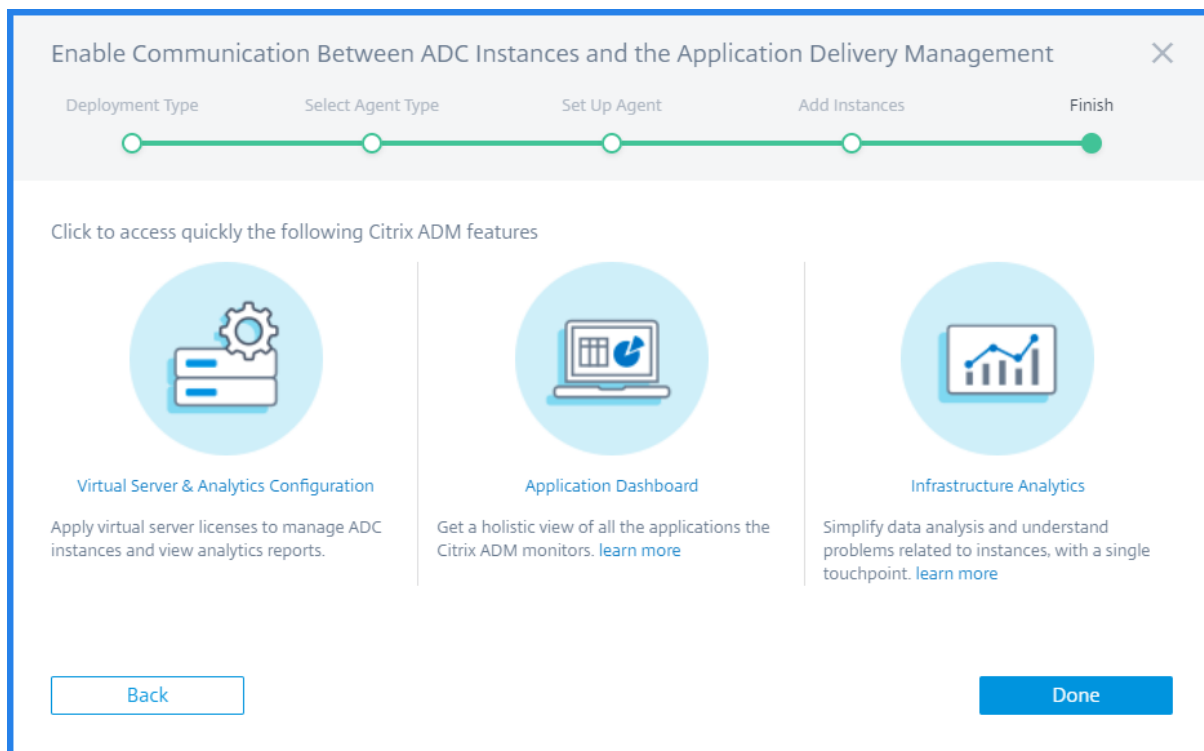 Enable Communication Between ADC Instances and the Application Delivery Management
Deployment Type
Select Agent Type
Set Up Agent
Add Instances
Finish
Click to access quickly the following Citrix ADM features
Virtual Server & Analytics Configuration
Apply virtual server licenses to manage ADC
instances and view analytics reports.
Application Dashboard
Get a holistic view of all the applications the
Citrix ADM monitors. learn more
Infrastructure Analytics
Simplify data analysis and understand
problems related to instances, with a single
touchpoint. learn more
Back
Done